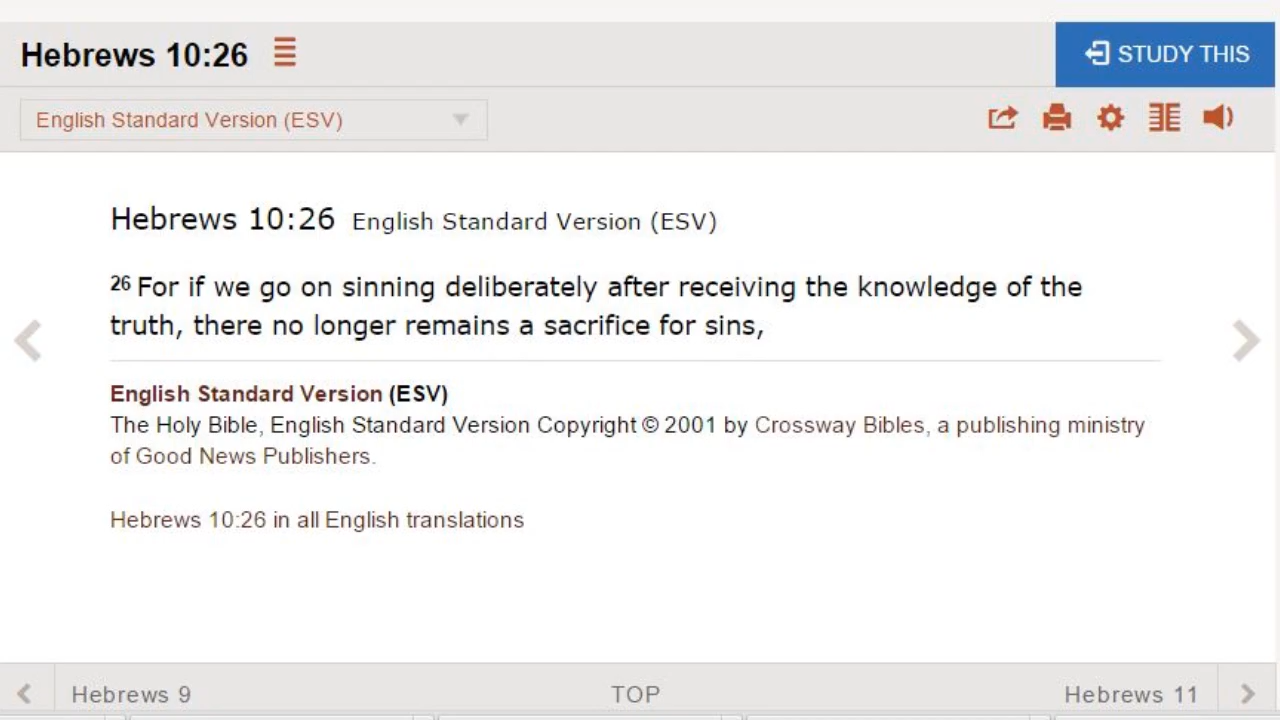 Hebrews 10:26
STUDY THIS
English Standard Version (ESV)
Hebrews 10:26 English Standard Version (ESV)
26 For if we go on sinning deliberately after receiving the knowledge of the
truth, there no longer remains a sacrifice for sins,
English Standard Version (ESV)
The Holy Bible, English Standard Version Copyright © 2001 by Crossway Bibles, a publishing ministry
of Good News Publishers.
Hebrews 10:26 in all English translations
Hebrews 9
TOP
Hebrews 11